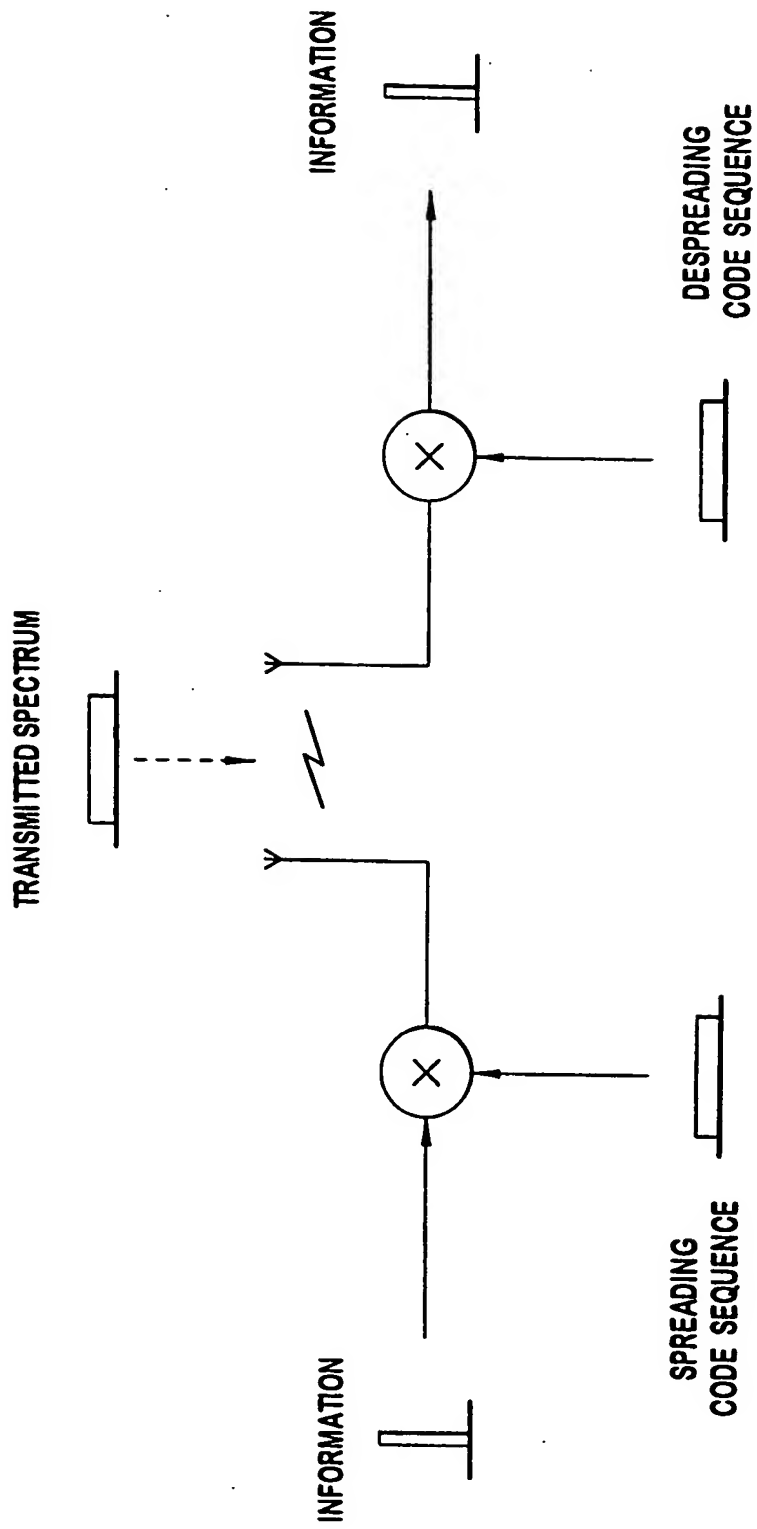 TRANSMITTED SPECTRUM
INFORMATION
INFORMATION
SPREADING
CODE SEQUENCE
DESPREADING
CODE SEQUENCE